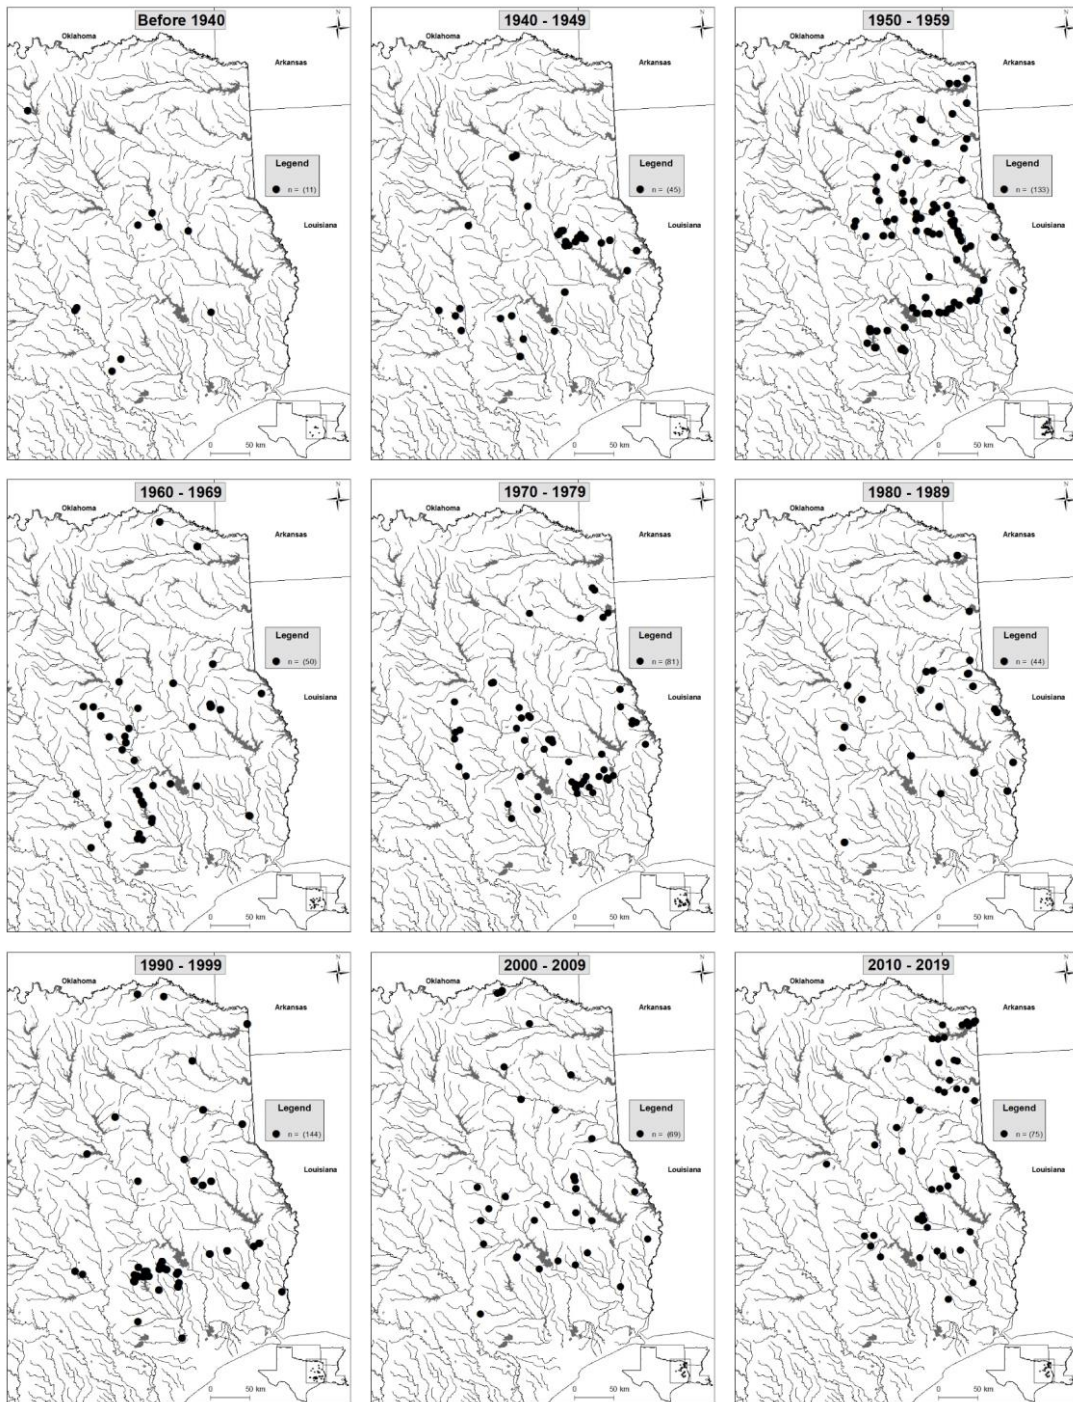 Before 1940
N
Oklahoma
Arkansas
Legend
n = (11)
Louisiana
0 50 km
1940 - 1949
N
Oklahoma
Arkansas
Legend
n = (45)
Louisiana
0 50 km
1950 - 1959
N
Oklahoma
Arkansas
Legend
n = (133)
Louisiana
0 50 km
1960 - 1969
N
Oklahoma
Arkansas
Legend
n = (50)
Louisiana
0 50 km
1970 - 1979
N
Oklahoma
Arkansas
Legend
n = (81)
Louisiana
0 50 km
1980 - 1989
N
Oklahoma
Arkansas
Legend
n = (44)
Louisiana
0 50 km
1990 - 1999
N
Oklahoma
Arkansas
Legend
n = (144)
Louisiana
0 50 km
2000 - 2009
N
Oklahoma
Arkansas
Legend
n = (69)
Louisiana
0 50 km
2010 - 2019
N
Oklahoma
Arkansas
Legend
n = (75)
Louisiana
0 50 km